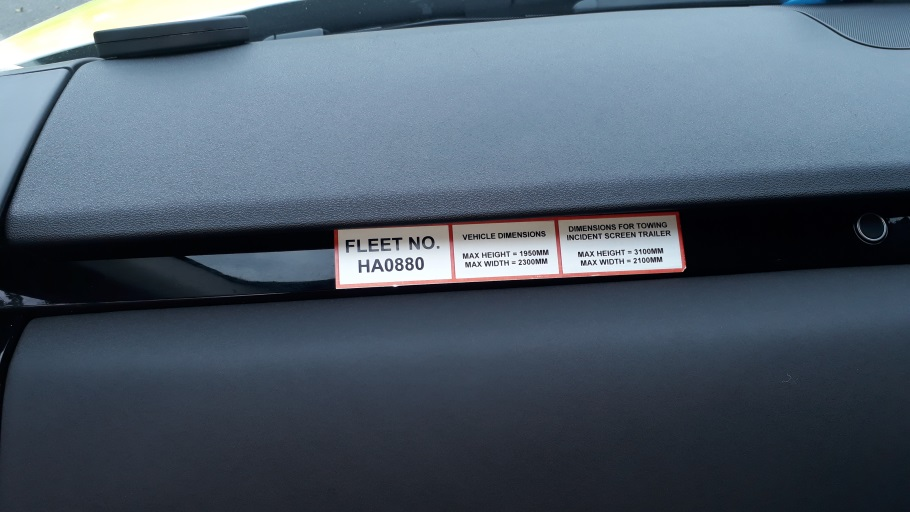 FLEET NO.
HA0880
VEHICLE DIMENSIONS
MAX HEIGHT = 1950MM
MAX WIDTH = 2300MM
DIMENSIONS FOR TOWING
INCIDENT SCREEN TRAILER
MAX HEIGHT = 3100MM
MAX WIDTH = 2100MM